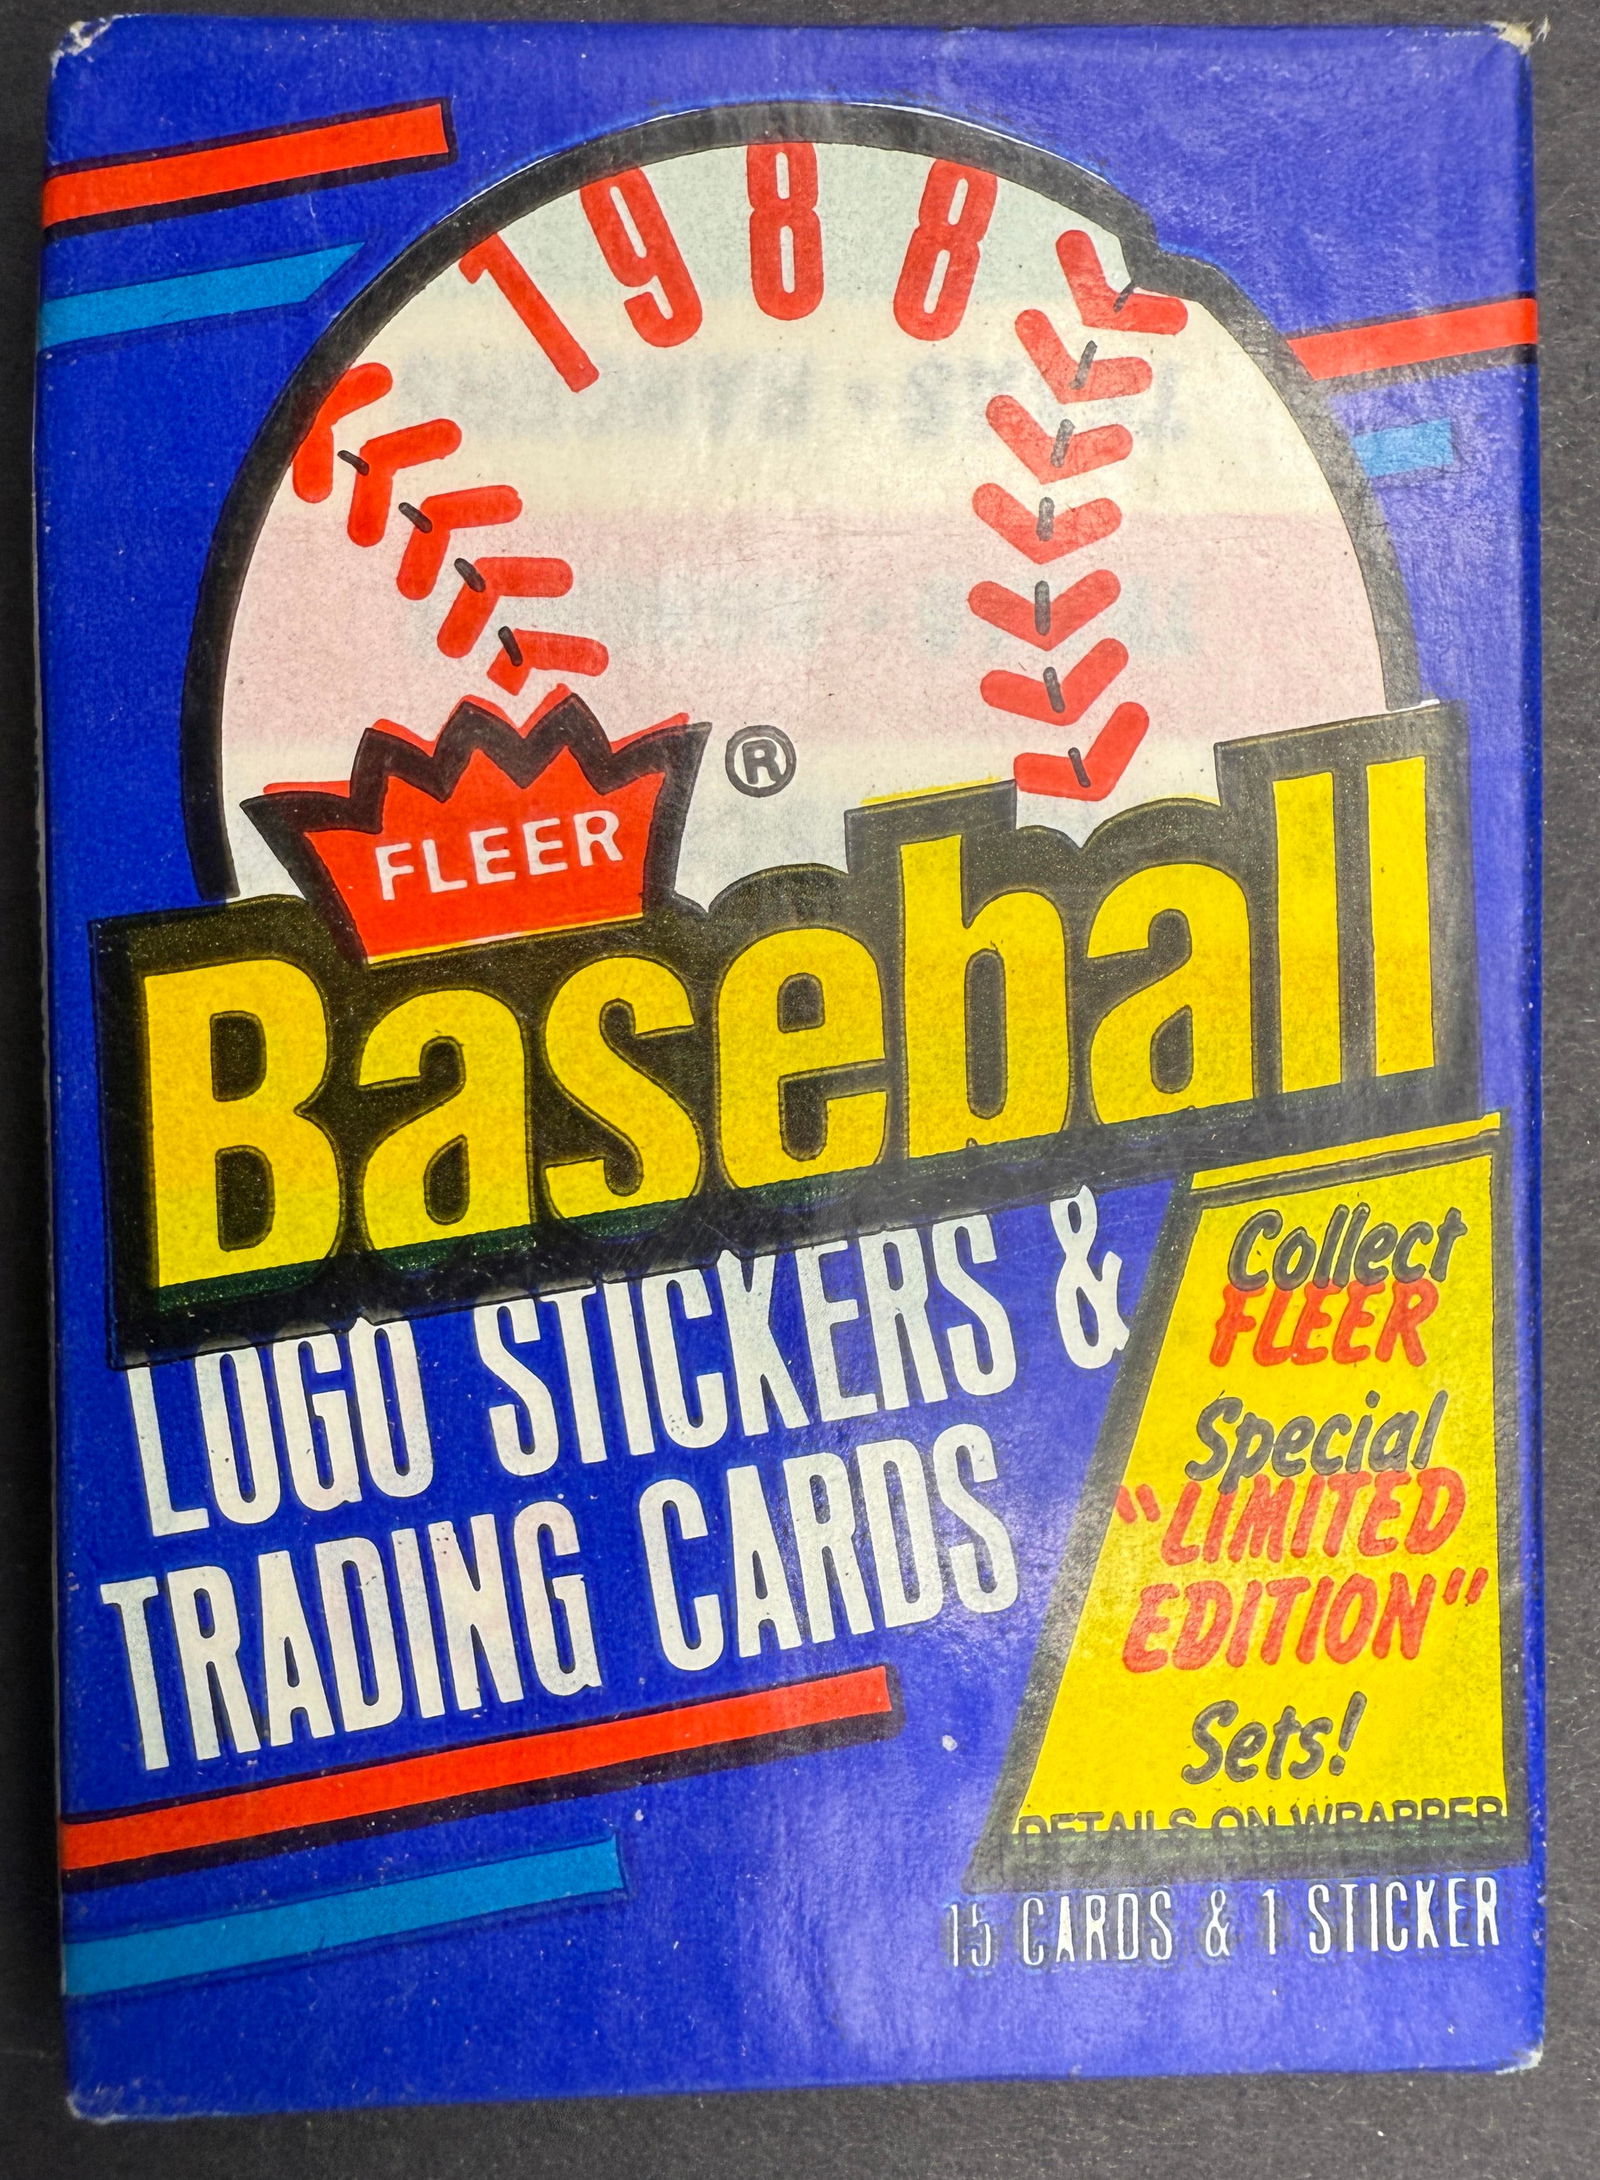 1988
FLEER ®
Baseball
LOGO STICKERS &
TRADING CARDS
Collect
FLEER
Special
"LIMITED
EDITION"
Sets!
DETAILS ON WRAPPER
15 CARDS & 1 STICKER